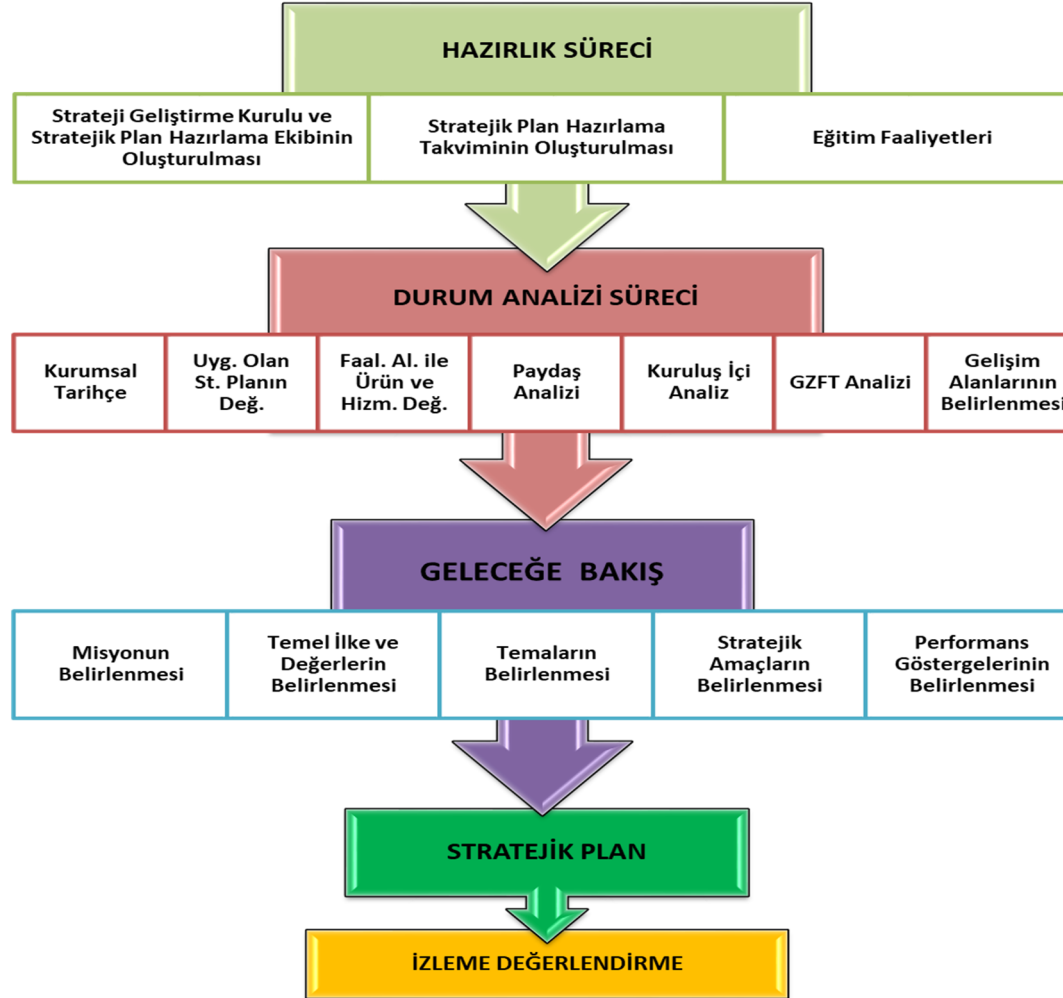 HAZIRLIK SÜRECİ
Strateji Geliştirme Kurulu ve
Stratejik Plan Hazırlama Ekibinin
Oluşturulması
Stratejik Plan Hazırlama
Takviminin Oluşturulması
Eğitim Faaliyetleri
DURUM ANALİZİ SÜRECİ
Kurumsal
Tarihçe
Uyg. Olan
St. Planın
Değ.
Faal. Al. ile
Ürün ve
Hizm. Değ.
Paydaş
Analizi
Kuruluş İçi
Analiz
GZFT Analizi
Gelişim
Alanlarının
Belirlenmesi
GELECEĞE BAKIŞ
Misyonun
Belirlenmesi
Temel İlke ve
Değerlerin
Belirlenmesi
Temaların
Belirlenmesi
Stratejik
Amaçların
Belirlenmesi
Performans
Göstergelerinin
Belirlenmesi
STRATEJİK PLAN
İZLEME DEĞERLENDİRME